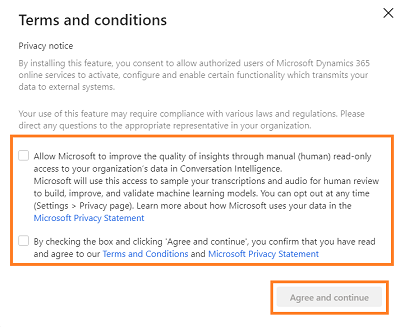 Terms and conditions
Privacy notice
By installing this feature, you consent to allow authorized users of Microsoft Dynamics 365
online services to activate, configure and enable certain functionality which transmits your
data to external systems.
Your use of this feature may require compliance with various laws and regulations. Please
direct any questions to the appropriate representative in your organization.
Allow Microsoft to improve the quality of insights through manual (human) read-only
access to your organization's data in Conversation Intelligence.
Microsoft will use this access to sample your transcriptions and audio for human review
to build, improve, and validate machine learning models. You can opt out at any time
(Settings > Privacy page). Learn more about how Microsoft uses your data in the
Microsoft Privacy Statement
By checking the box and clicking 'Agree and continue', you confirm that you have read
and agree to our Terms and Conditions and Microsoft Privacy Statement
Agree and continue